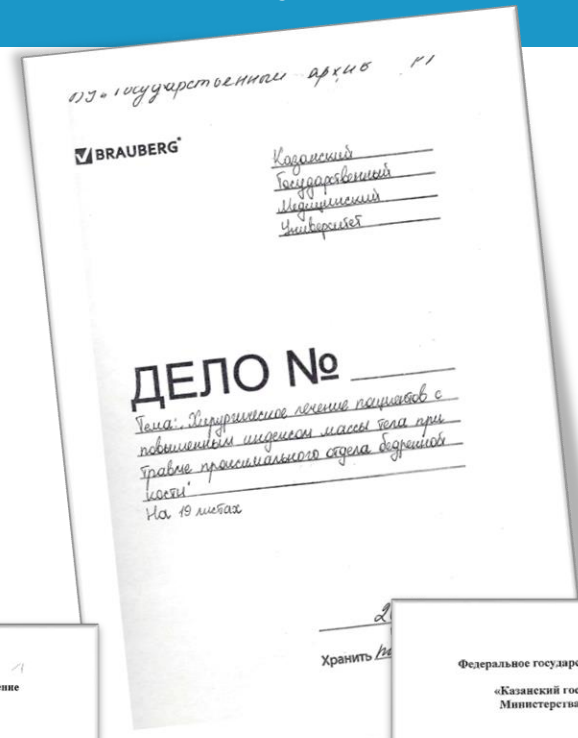 Государственный архив
BRAUBERG
Казанский
Государственный
Медицинский
Университет
ДЕЛО №
Тема: „Хирургическое лечение пациентов с
повышенным индексом массы тела при
травме проксимального отдела бедренной
кости“
На 19 листах
Хранить
Федеральное государс
«Казанский гос
Министерства
ение